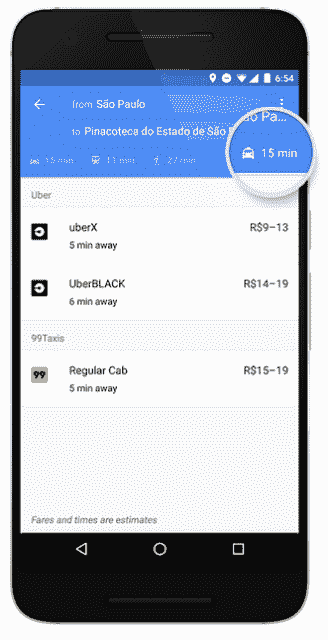 6:54
from São Paulo
to Pinacoteca do Estado de São
15 min
11 min
27 min
o Pa...
15 min
Uber
uberX R$9–13
5 min away
UberBLACK R$14–19
6 min away
99Taxis
99 Regular Cab R$15–19
5 min away
Fares and times are estimates